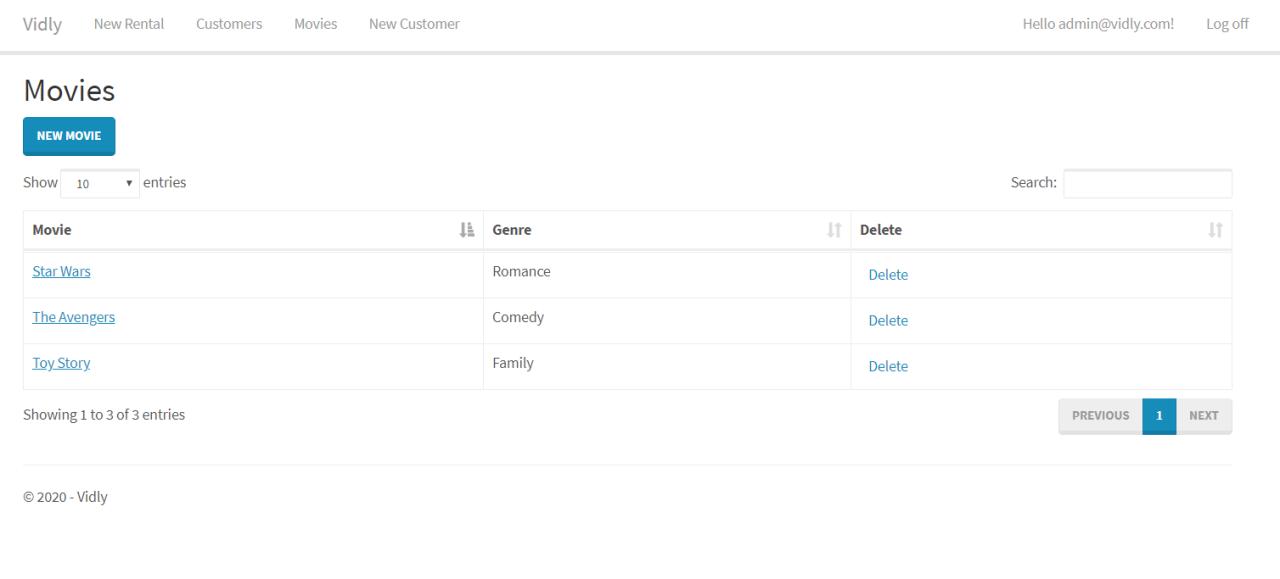 Vidly New Rental Customers Movies New Customer Hello admin@vidly.com! Log off
Movies
NEW MOVIE
Show 10 entries Search:
Movie Genre Delete
Star Wars Romance Delete
The Avengers Comedy Delete
Toy Story Family Delete
Showing 1 to 3 of 3 entries PREVIOUS 1 NEXT
© 2020 - Vidly